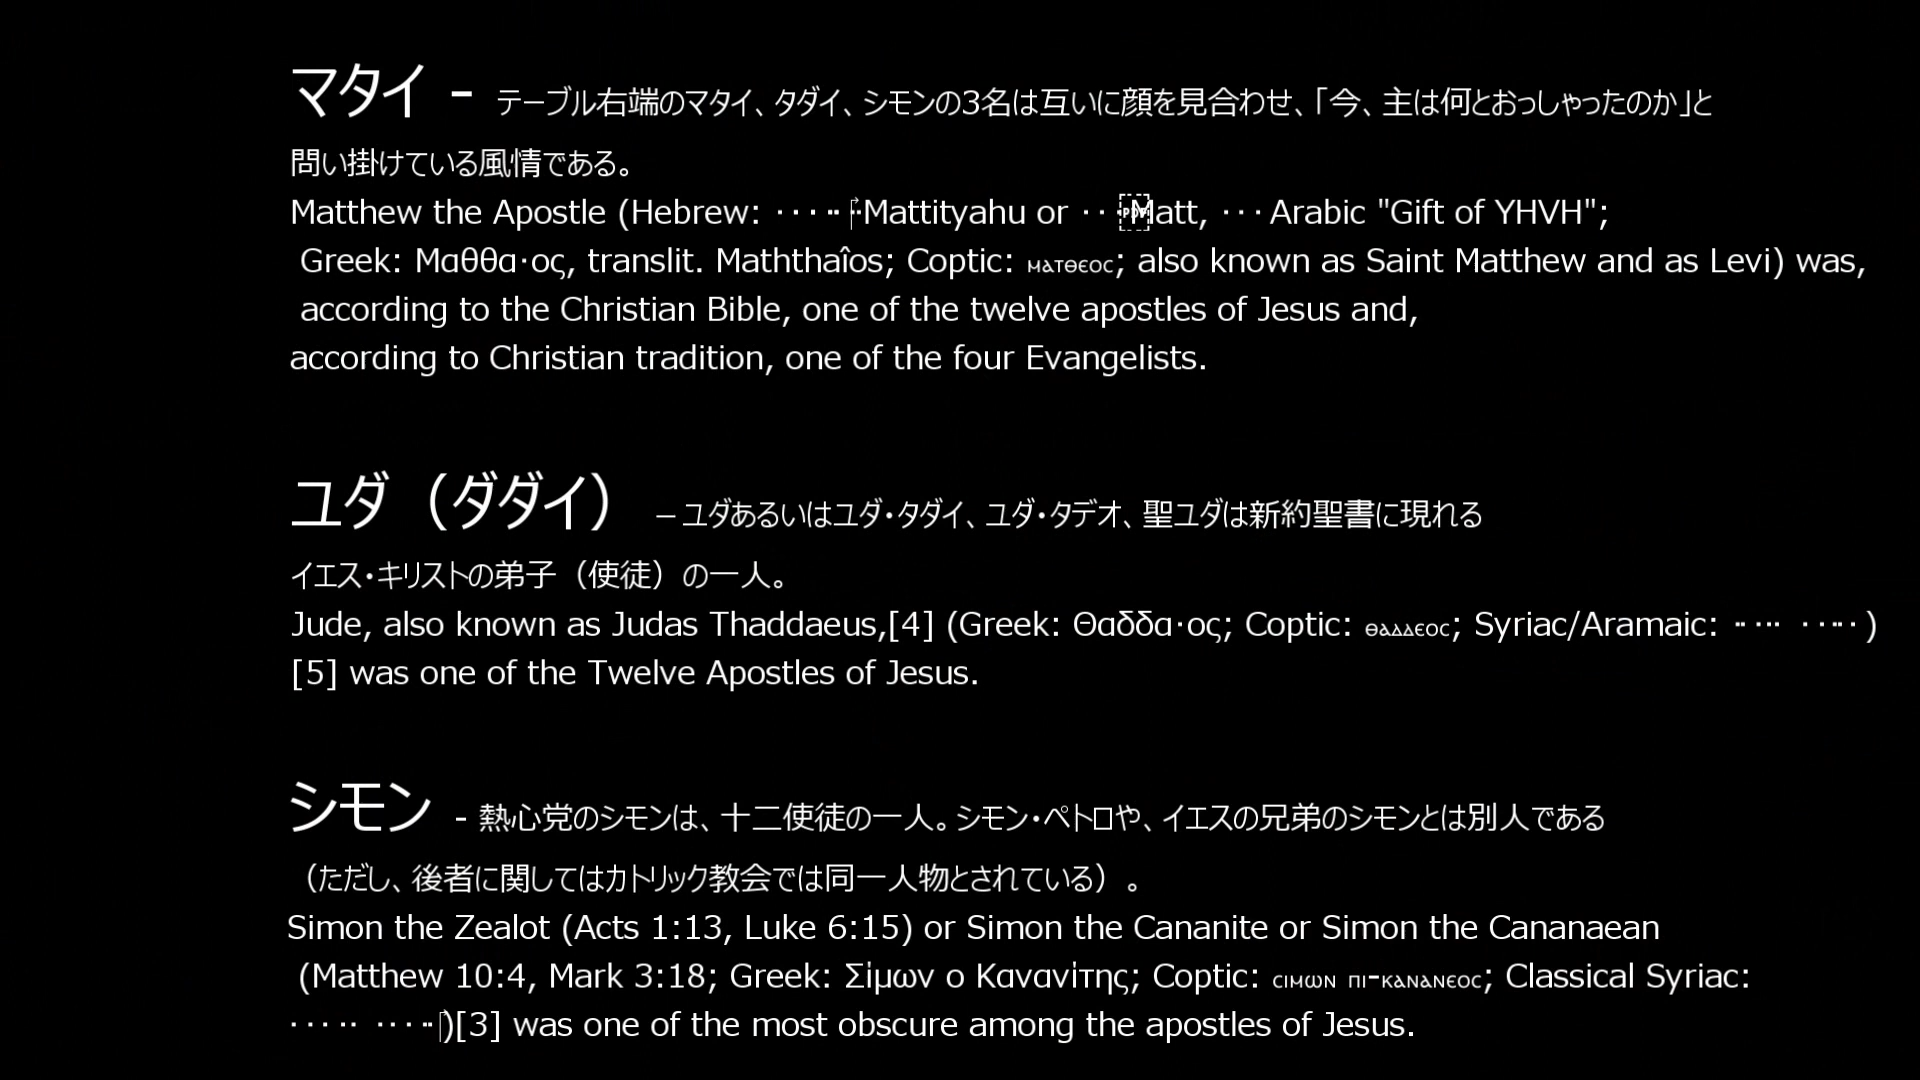 マタイ - テーブル右端のマタイ、タダイ、シモンの3名は互いに顔を見合わせ、「今、主は何とおっしゃったのか」と
問い掛けている風情である。
Matthew the Apostle (Hebrew: ····· Mattityahu or ··· Matt, ··· Arabic "Gift of YHVH";
Greek: Μαθθα·ος, translit. Maththaîos; Coptic: ⲙⲁⲧⲑⲉⲟⲥ; also known as Saint Matthew and as Levi) was,
according to the Christian Bible, one of the twelve apostles of Jesus and,
according to Christian tradition, one of the four Evangelists.
ユダ（ダダイ） －ユダあるいはユダ・タダイ、ユダ・タデオ、聖ユダは新約聖書に現れる
イエス・キリストの弟子（使徒）の一人。
Jude, also known as Judas Thaddaeus,[4] (Greek: Θαδδα·ος; Coptic: ⲑⲁⲇⲇⲉⲟⲥ; Syriac/Aramaic: ····· ·····)
[5] was one of the Twelve Apostles of Jesus.
シモン - 熱心党のシモンは、十二使徒の一人。シモン・ペトロや、イエスの兄弟のシモンとは別人である
（ただし、後者に関してはカトリック教会では同一人物とされている）。
Simon the Zealot (Acts 1:13, Luke 6:15) or Simon the Cananite or Simon the Cananaean
(Matthew 10:4, Mark 3:18; Greek: Σίμων ο Κανανίτης; Coptic: ⲥⲓⲙⲱⲛ ⲡⲓ-ⲕⲁⲛⲁⲛⲉⲟⲥ; Classical Syriac:
····· ·····)[3] was one of the most obscure among the apostles of Jesus.